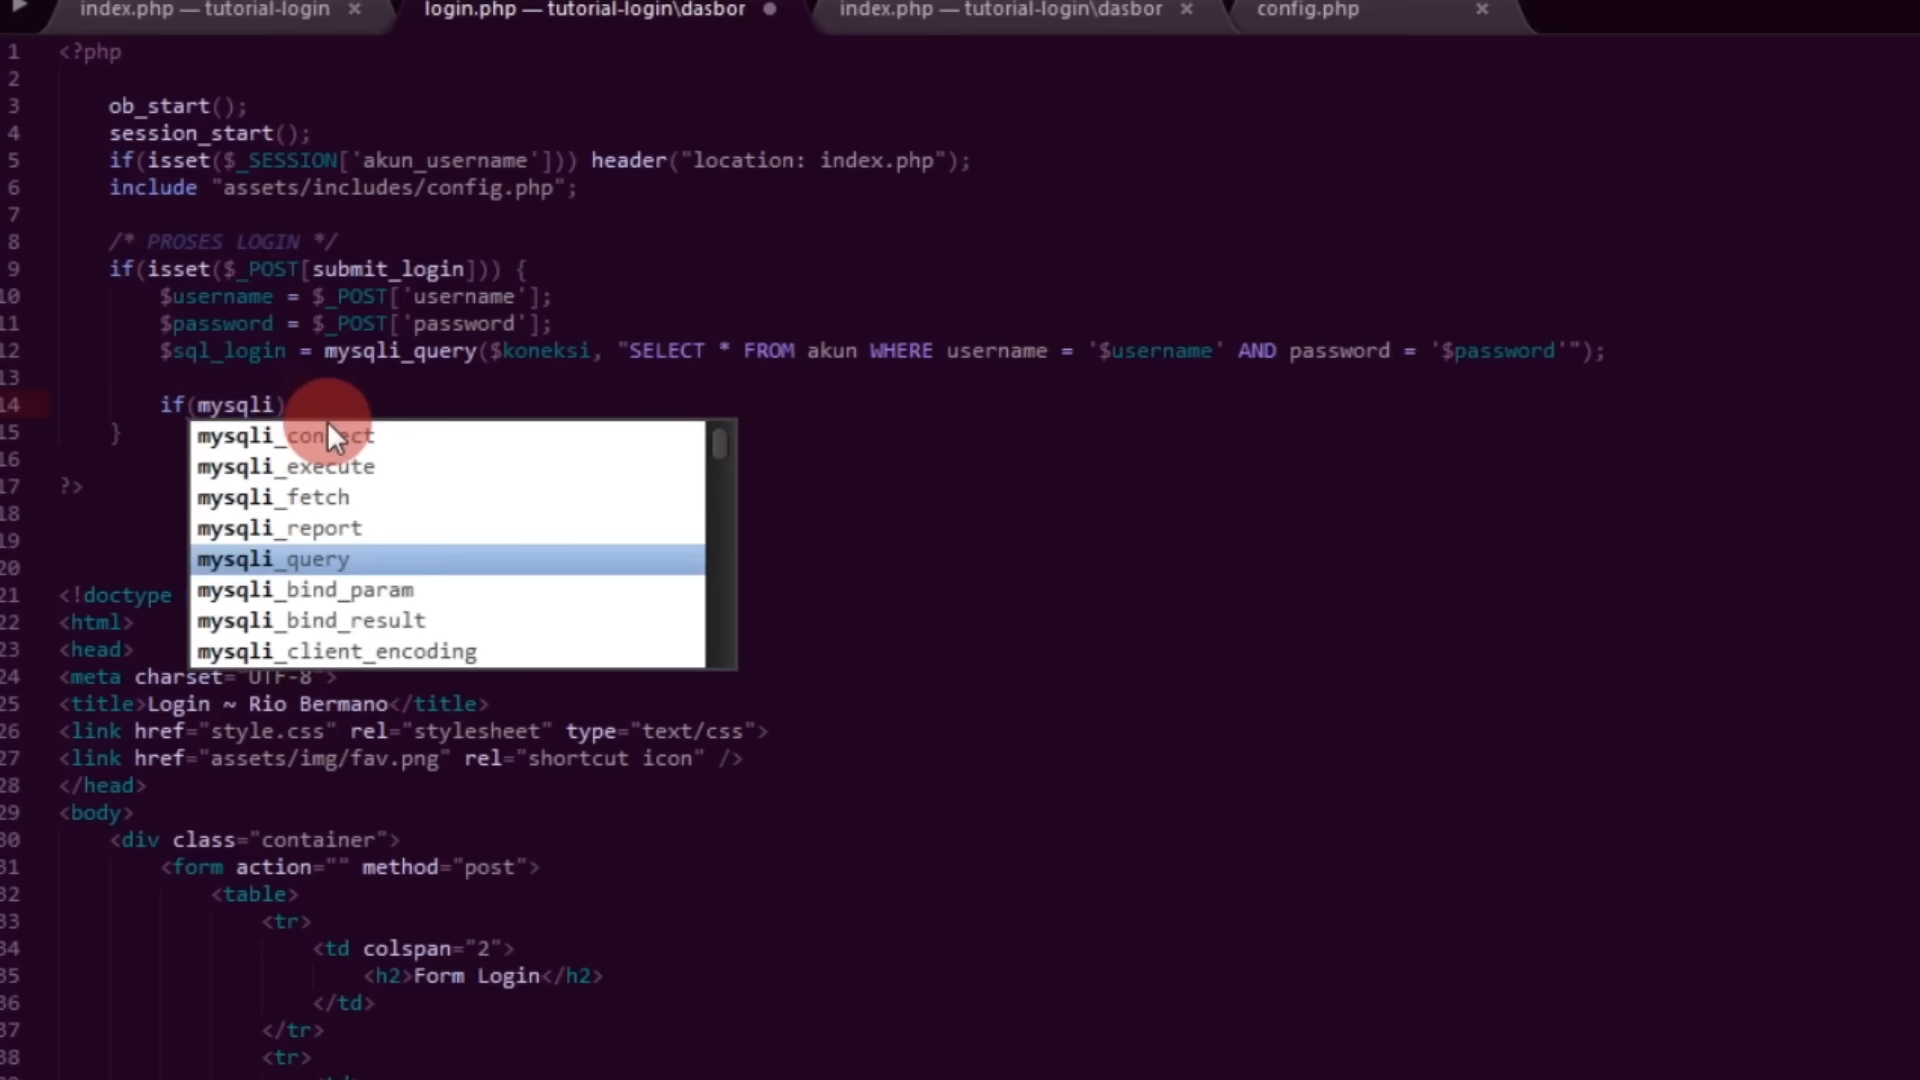 index.php — tutorial-login × login.php — tutorial-login\dasbor index.php — tutorial-login\dasbor × config.php ×
1 <?php
2
3 ob_start();
4 session_start();
5 if(isset($_SESSION['akun_username'])) header("location: index.php");
6 include "assets/includes/config.php";
7
8 /* PROSES LOGIN */
9 if(isset($_POST[submit_login])) {
10 $username = $_POST['username'];
11 $password = $_POST['password'];
12 $sql_login = mysqli_query($koneksi, "SELECT * FROM akun WHERE username = '$username' AND password = '$password'");
13
14 if(mysqli)
15 }
mysqli_connect
16
mysqli_execute
17 ?>
mysqli_fetch
18
mysqli_report
19
mysqli_query
20
mysqli_bind_param
21 <!doctype
mysqli_bind_result
22 <html>
23 <head>
mysqli_client_encoding
24 <meta charset="UTF-8">
25 <title>Login ~ Rio Bermano</title>
26 <link href="style.css" rel="stylesheet" type="text/css">
27 <link href="assets/img/fav.png" rel="shortcut icon" />
28 </head>
29 <body>
30 <div class="container">
31 <form action="" method="post">
32 <table>
33 <tr>
34 <td colspan="2">
35 <h2>Form Login</h2>
36 </td>
37 </tr>
38 <tr>